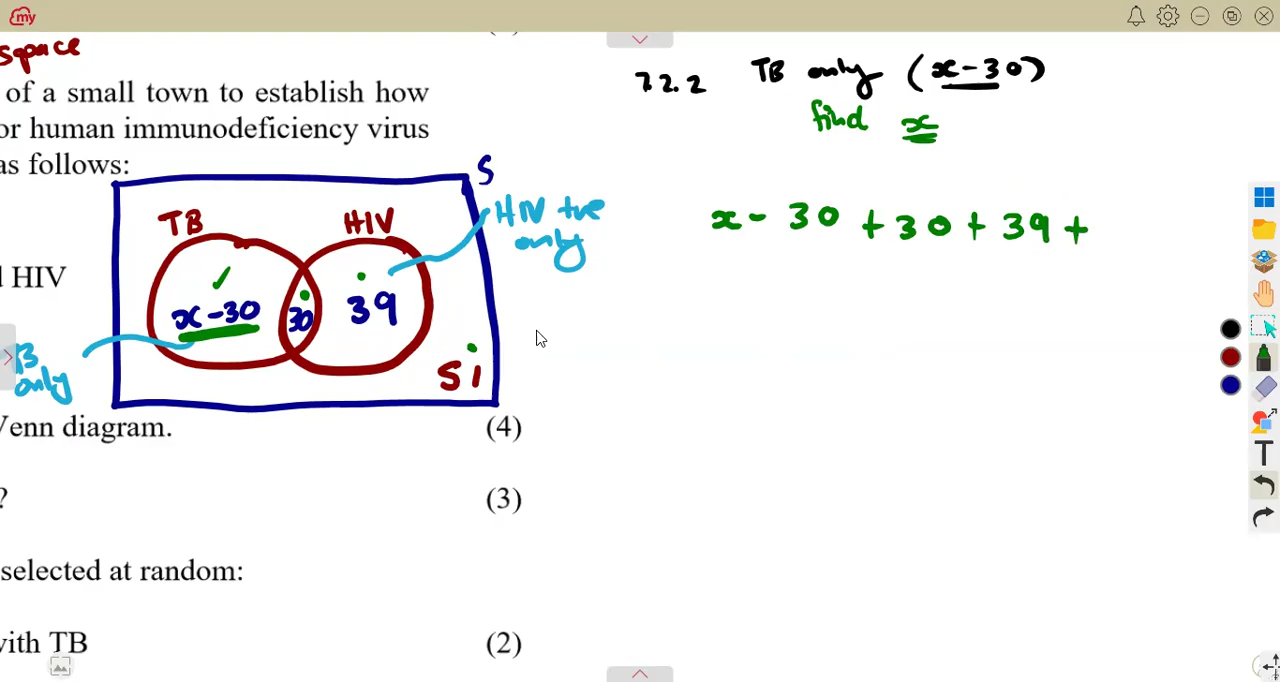 my
space
7.2.2 TB only (x-30)
find x
of a small town to establish how
or human immunodeficiency virus
as follows:
S
TB HIV
HIV +ve
only
x - 30 + 30 + 39 +
HIV
x-30 30 39
51
only
Venn diagram. (4)
? (3)
selected at random:
with TB (2)
T